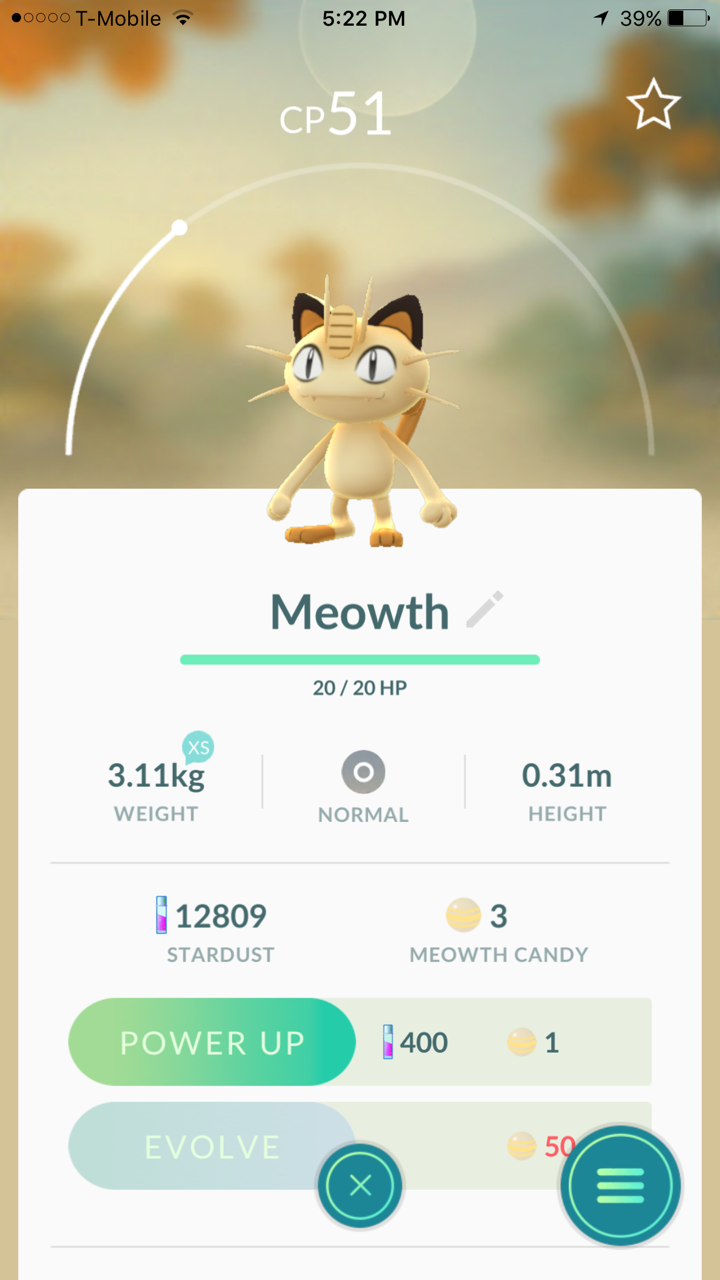 T-Mobile 5:22 PM 39%
CP51
Meowth
20 / 20 HP
XS
3.11kg 0.31m
WEIGHT NORMAL HEIGHT
12809 3
STARDUST MEOWTH CANDY
POWER UP 400 1
EVOLVE 50